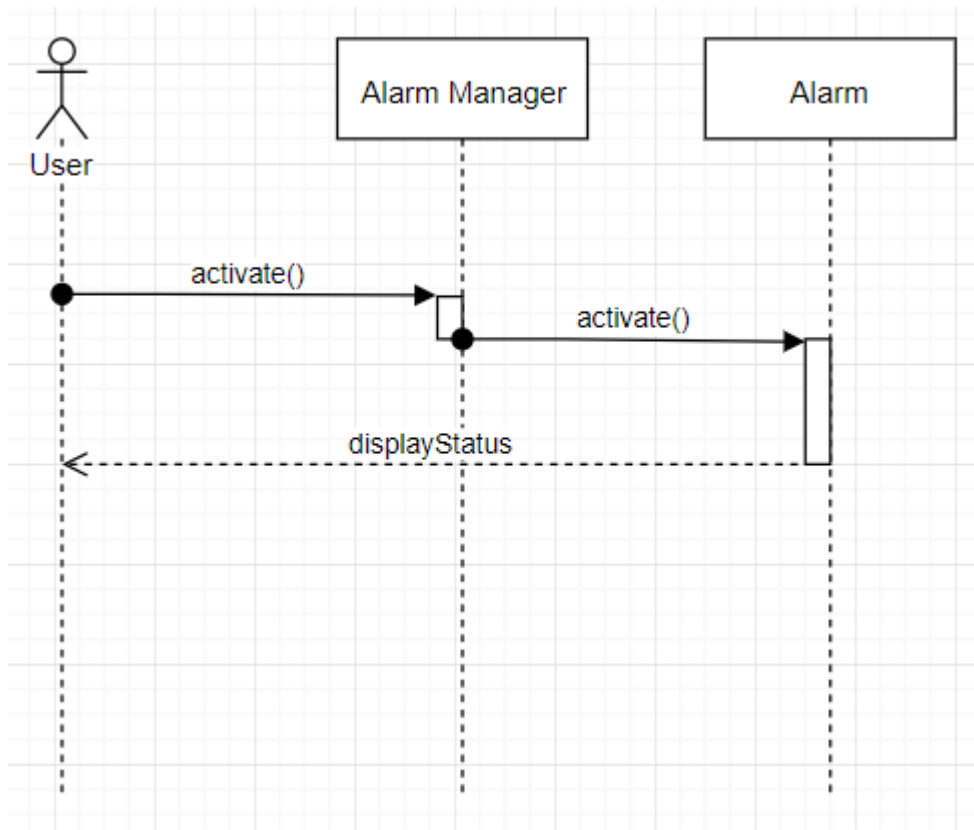 Alarm Manager
Alarm
User
activate()
activate()
displayStatus